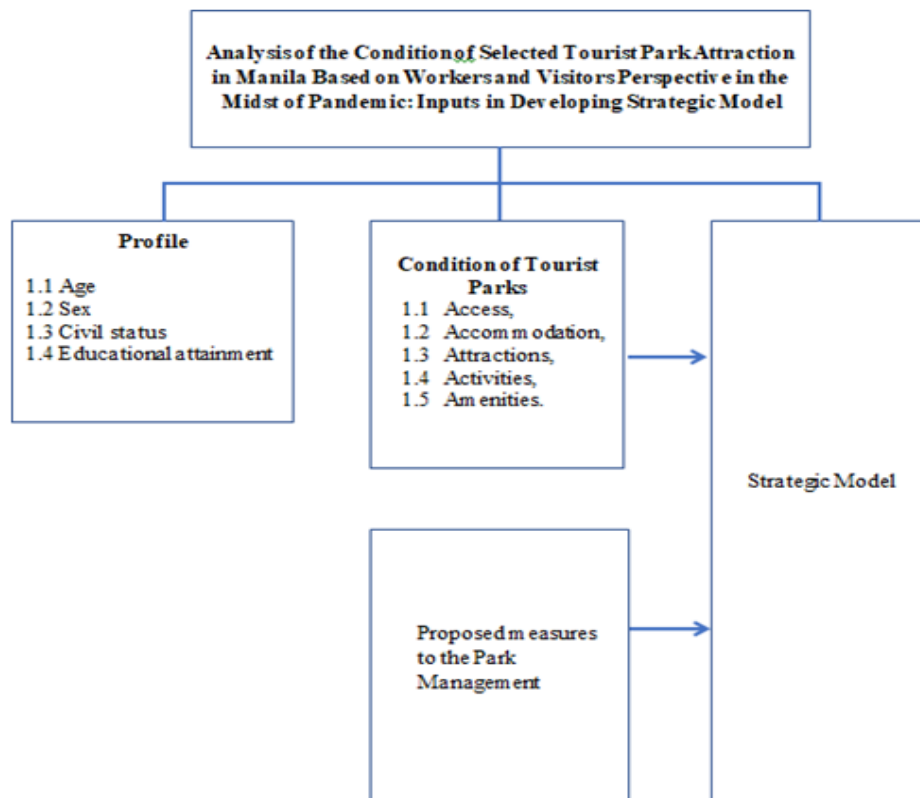 Analysis of the Condition of Selected Tourist Park Attraction
in Manila Based on Workers and Visitors Perspective in the
Midst of Pandemic: Inputs in Developing Strategic Model
Profile
1.1 Age
1.2 Sex
1.3 Civil status
1.4 Educational attainment
Condition of Tourist
Parks
1.1 Access,
1.2 Accommodation,
1.3 Attractions,
1.4 Activities,
1.5 Amenities.
Strategic Model
Proposed measures
to the Park
Management